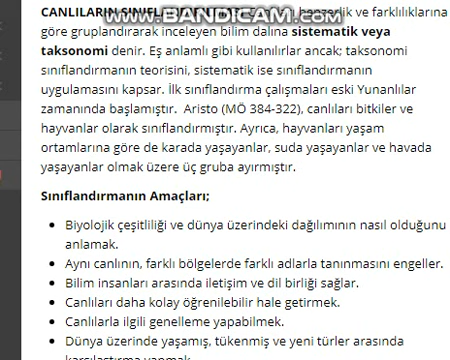 www.BANDICAM.com
CANLILARIN SINIF benzerlik ve farklılıklarına
göre gruplandırarak inceleyen bilim dalına sistematik veya
taksonomi denir. Eş anlamlı gibi kullanılırlar ancak; taksonomi
sınıflandırmanın teorisini, sistematik ise sınıflandırmanın
uygulamasını kapsar. İlk sınıflandırma çalışmaları eski Yunanlılar
zamanında başlamıştır. Aristo (MÖ 384-322), canlıları bitkiler ve
hayvanlar olarak sınıflandırmıştır. Ayrıca, hayvanları yaşam
ortamlarına göre de karada yaşayanlar, suda yaşayanlar ve havada
yaşayanlar olmak üzere üç gruba ayırmıştır.
Sınıflandırmanın Amaçları;
• Biyolojik çeşitliliği ve dünya üzerindeki dağılımının nasıl olduğunu
anlamak.
• Aynı canlının, farklı bölgelerde farklı adlarla tanınmasını engeller.
• Bilim insanları arasında iletişim ve dil birliği sağlar.
• Canlıları daha kolay öğrenilebilir hale getirmek.
• Canlılarla ilgili genelleme yapabilmek.
• Dünya üzerinde yaşamış, tükenmiş ve yeni türler arasında
karşılaştırma yapmak.